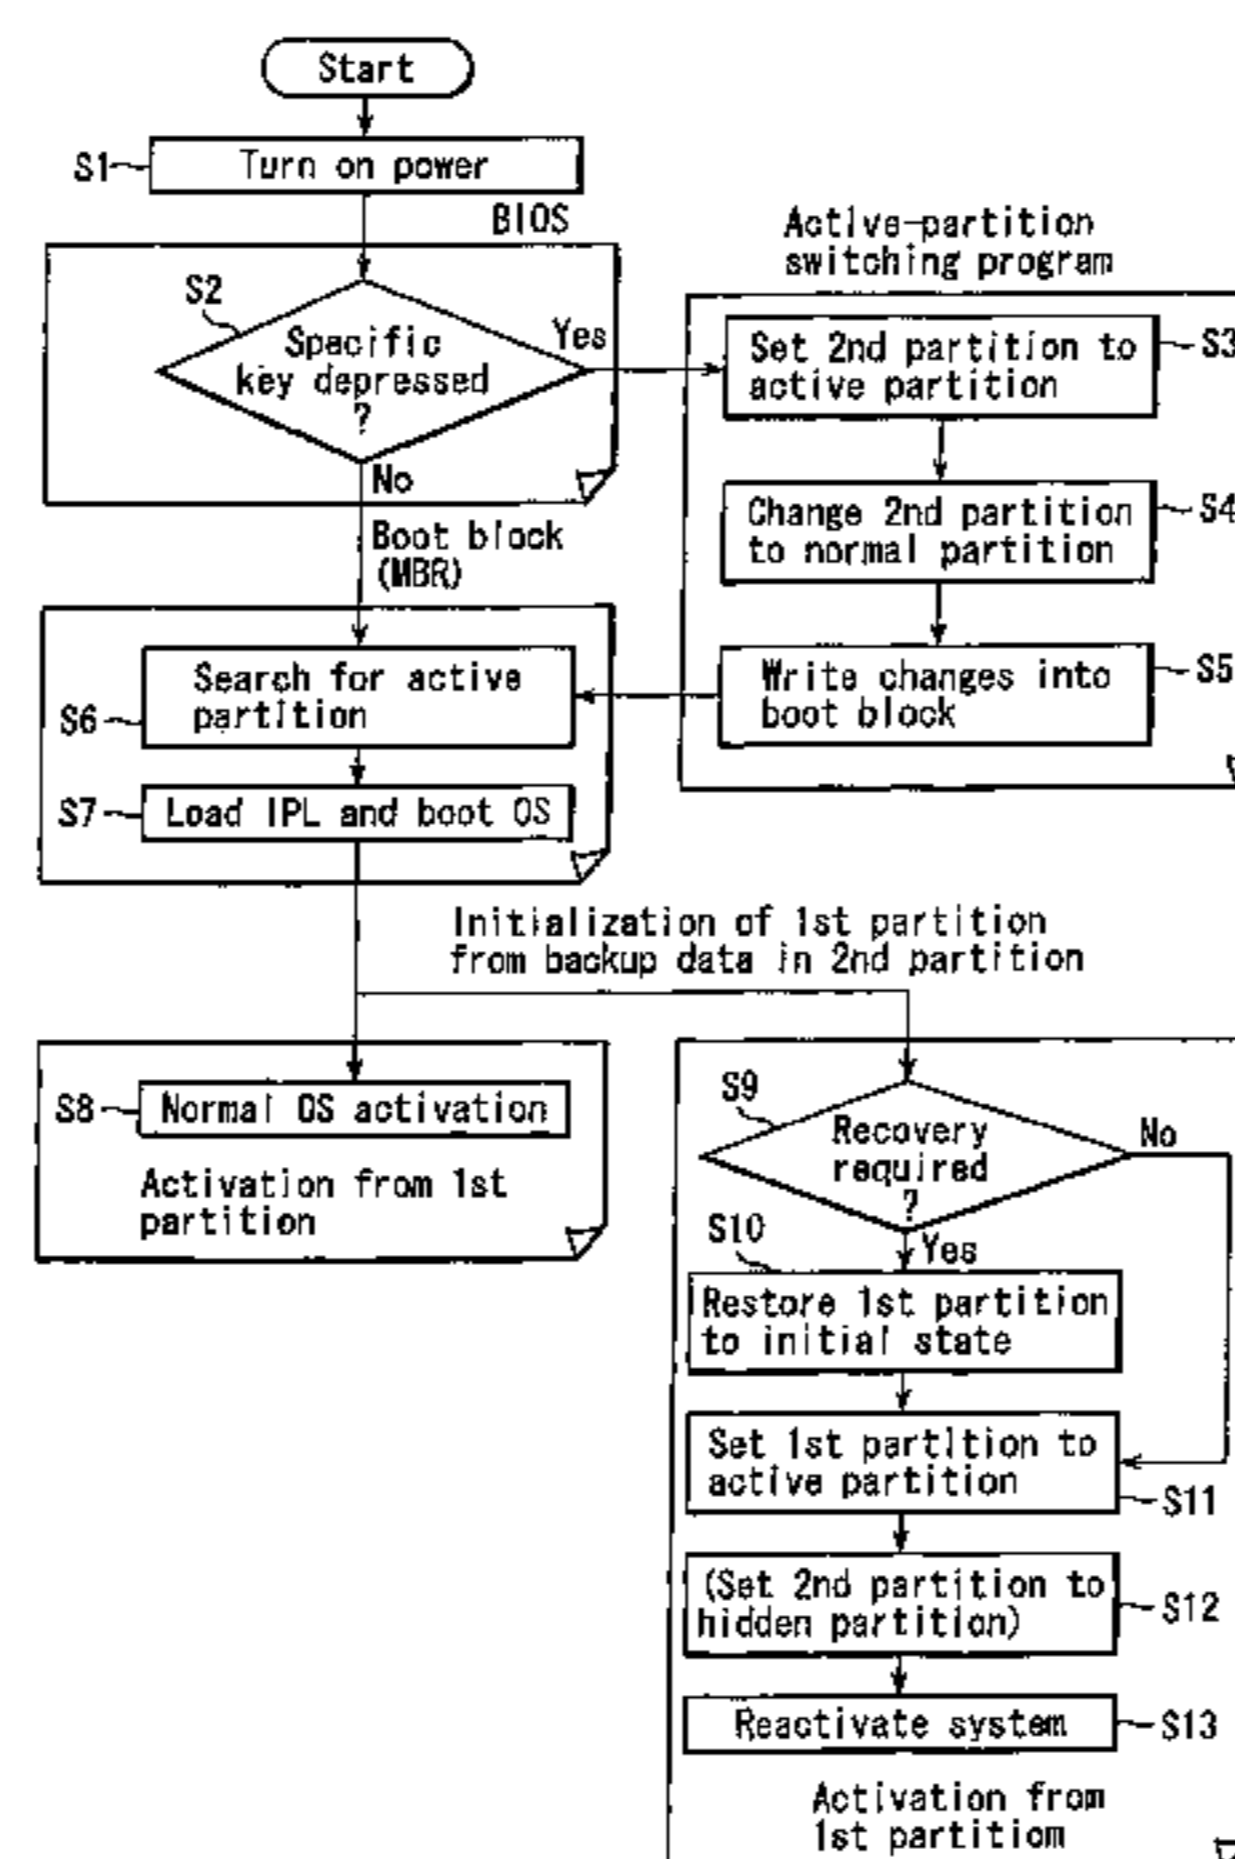 Start
S1
Turn on power
BIOS
S2
Specific
key depressed
?
Yes
No
Active-partition
switching program
Set 2nd partition to
active partition
S3
Change 2nd partition
to normal partition
S4
Write changes into
boot block
S5
Boot block
(MBR)
Search for active
partition
S6
S7
Load IPL and boot OS
Initialization of 1st partition
from backup data in 2nd partition
S8
Normal OS activation
Activation from 1st
partition
S9
Recovery
required
?
No
Yes
S10
Restore 1st partition
to initial state
Set 1st partition to
active partition
S11
(Set 2nd partition to
hidden partition)
S12
Reactivate system
S13
Activation from
1st partitiom